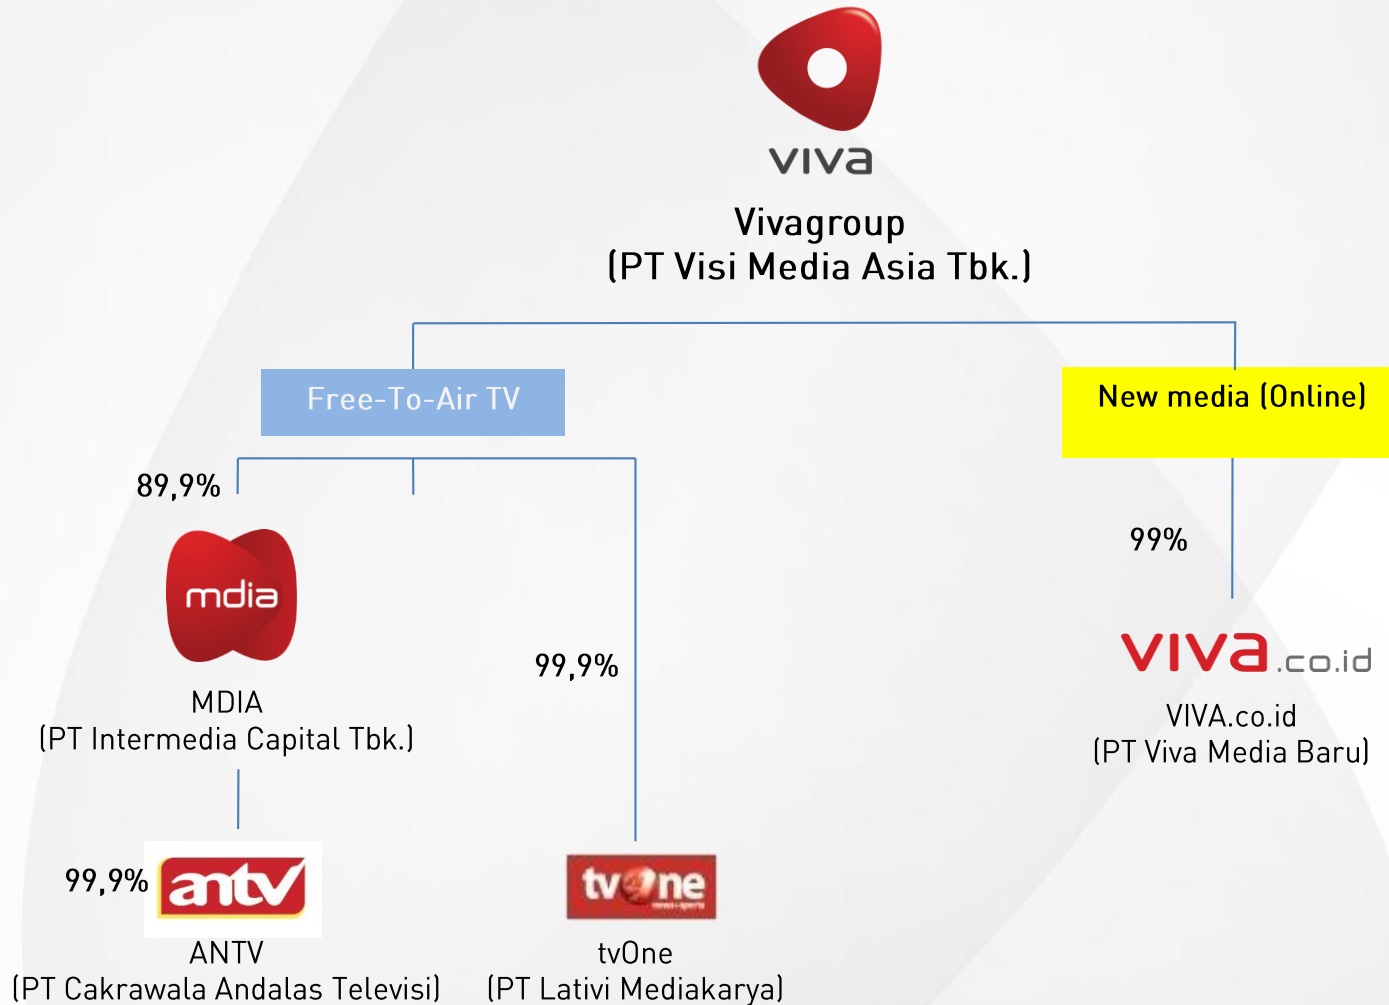 viva
Vivagroup
(PT Visi Media Asia Tbk.)
Free-To-Air TV
New media (Online)
89,9%
99%
mdia
99,9%
viva.co.id
MDIA
(PT Intermedia Capital Tbk.)
VIVA.co.id
(PT Viva Media Baru)
99,9%
antv
tvOne
news & sports
ANTV
(PT Cakrawala Andalas Televisi)
tvOne
(PT Lativi Mediakarya)